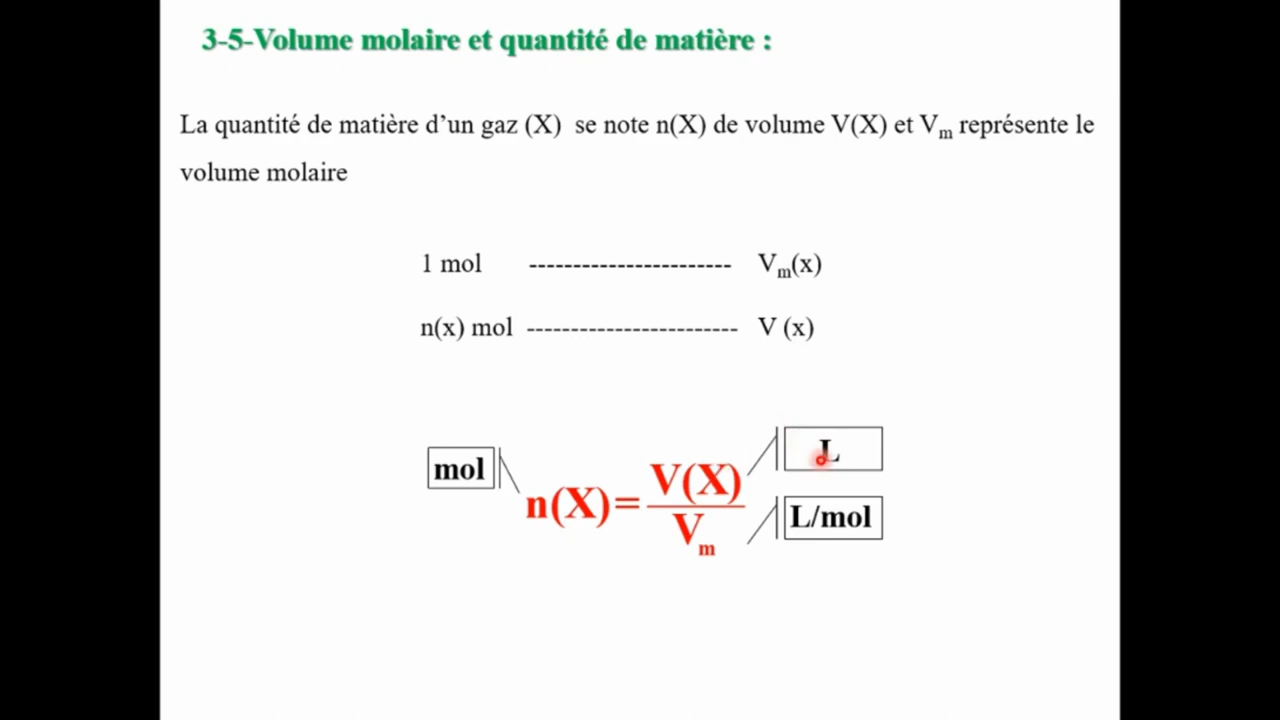 3-5-Volume molaire et quantité de matière :
La quantité de matière d’un gaz (X) se note n(X) de volume V(X) et Vm représente le
volume molaire
1 mol ----------------------- Vm(x)
n(x) mol ------------------------ V (x)
mol
n(X)= V(X)
Vm
L
L/mol